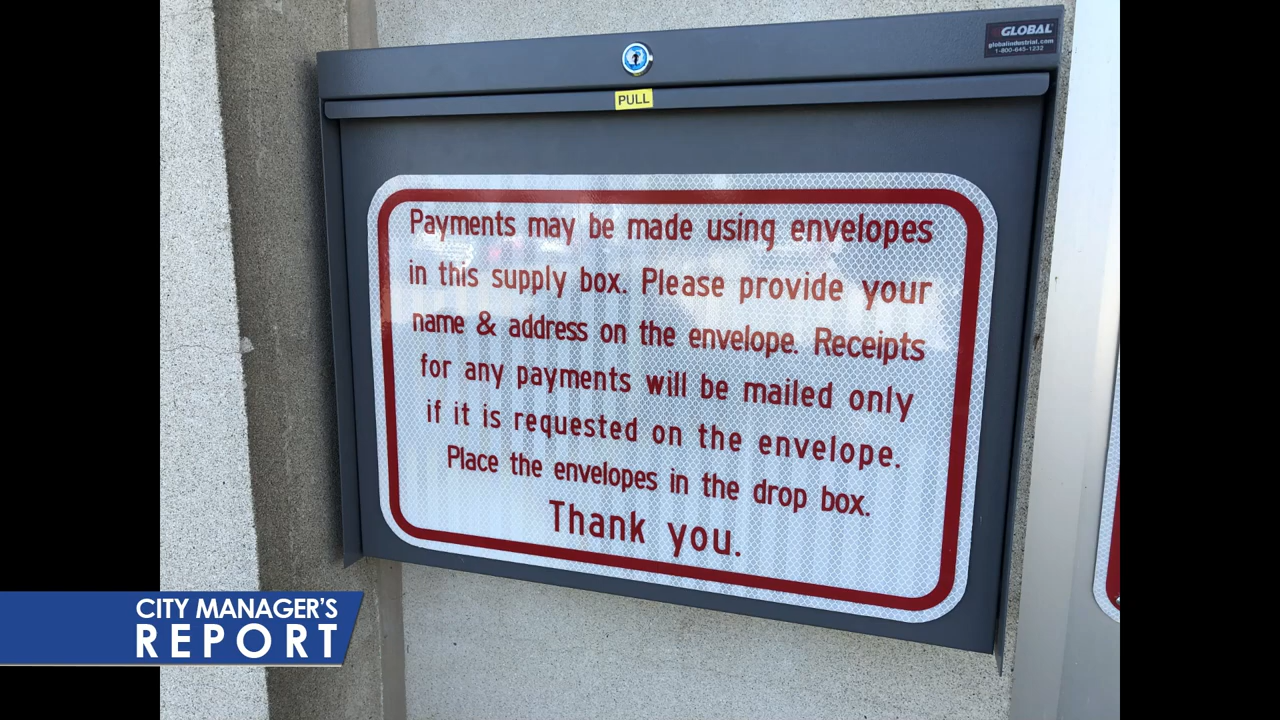 GLOBAL
globalindustrial.com
1-800-645-1232
PULL
Payments may be made using envelopes
in this supply box. Please provide your
name & address on the envelope. Receipts
for any payments will be mailed only
if it is requested on the envelope.
Place the envelopes in the drop box.
Thank you.
CITY MANAGER'S
REPORT